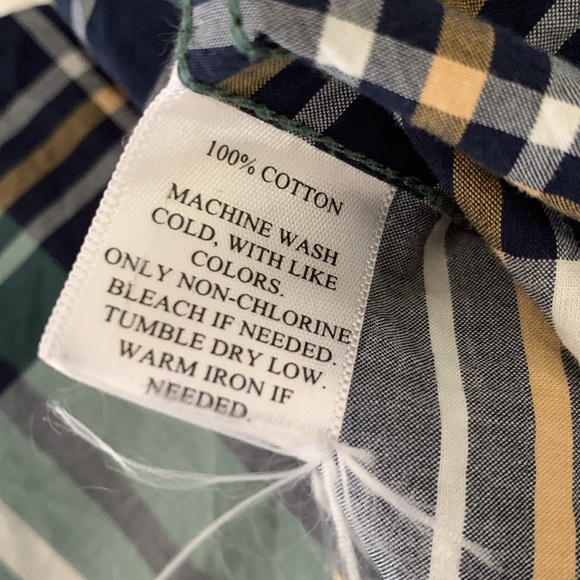 100% COTTON
MACHINE WASH
COLD, WITH LIKE
COLORS.
ONLY NON-CHLORINE
BLEACH IF NEEDED.
TUMBLE DRY LOW.
WARM IRON IF
NEEDED.